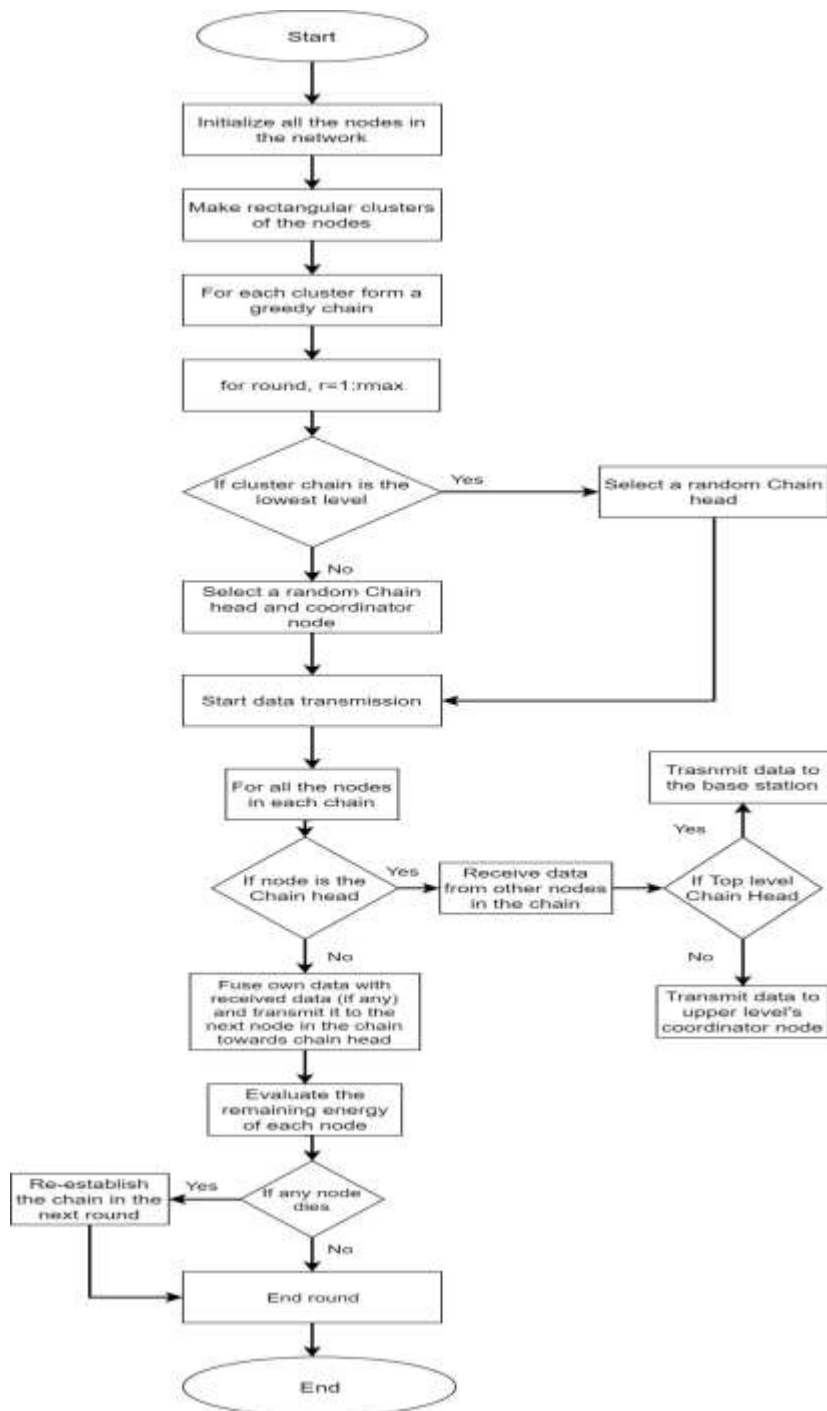 Start
Initialize all the nodes in
the network
Make rectangular clusters
of the nodes
For each cluster form a
greedy chain
for round, r=1:rmax
If cluster chain is the
lowest level
Yes
Select a random Chain
head
No
Select a random Chain
head and coordinator
node
Start data transmission
For all the nodes
in each chain
Trasnmit data to
the base station
Yes
If node is the
Chain head
Yes
Receive data
from other nodes
in the chain
If Top level
Chain Head
No
No
Fuse own data with
received data (if any)
and transmit it to the
next node in the chain
towards chain head
Transmit data to
upper level's
coordinator node
Evaluate the
remaining energy
of each node
If any node
dies
Yes
Re-establish
the chain in the
next round
No
End round
End